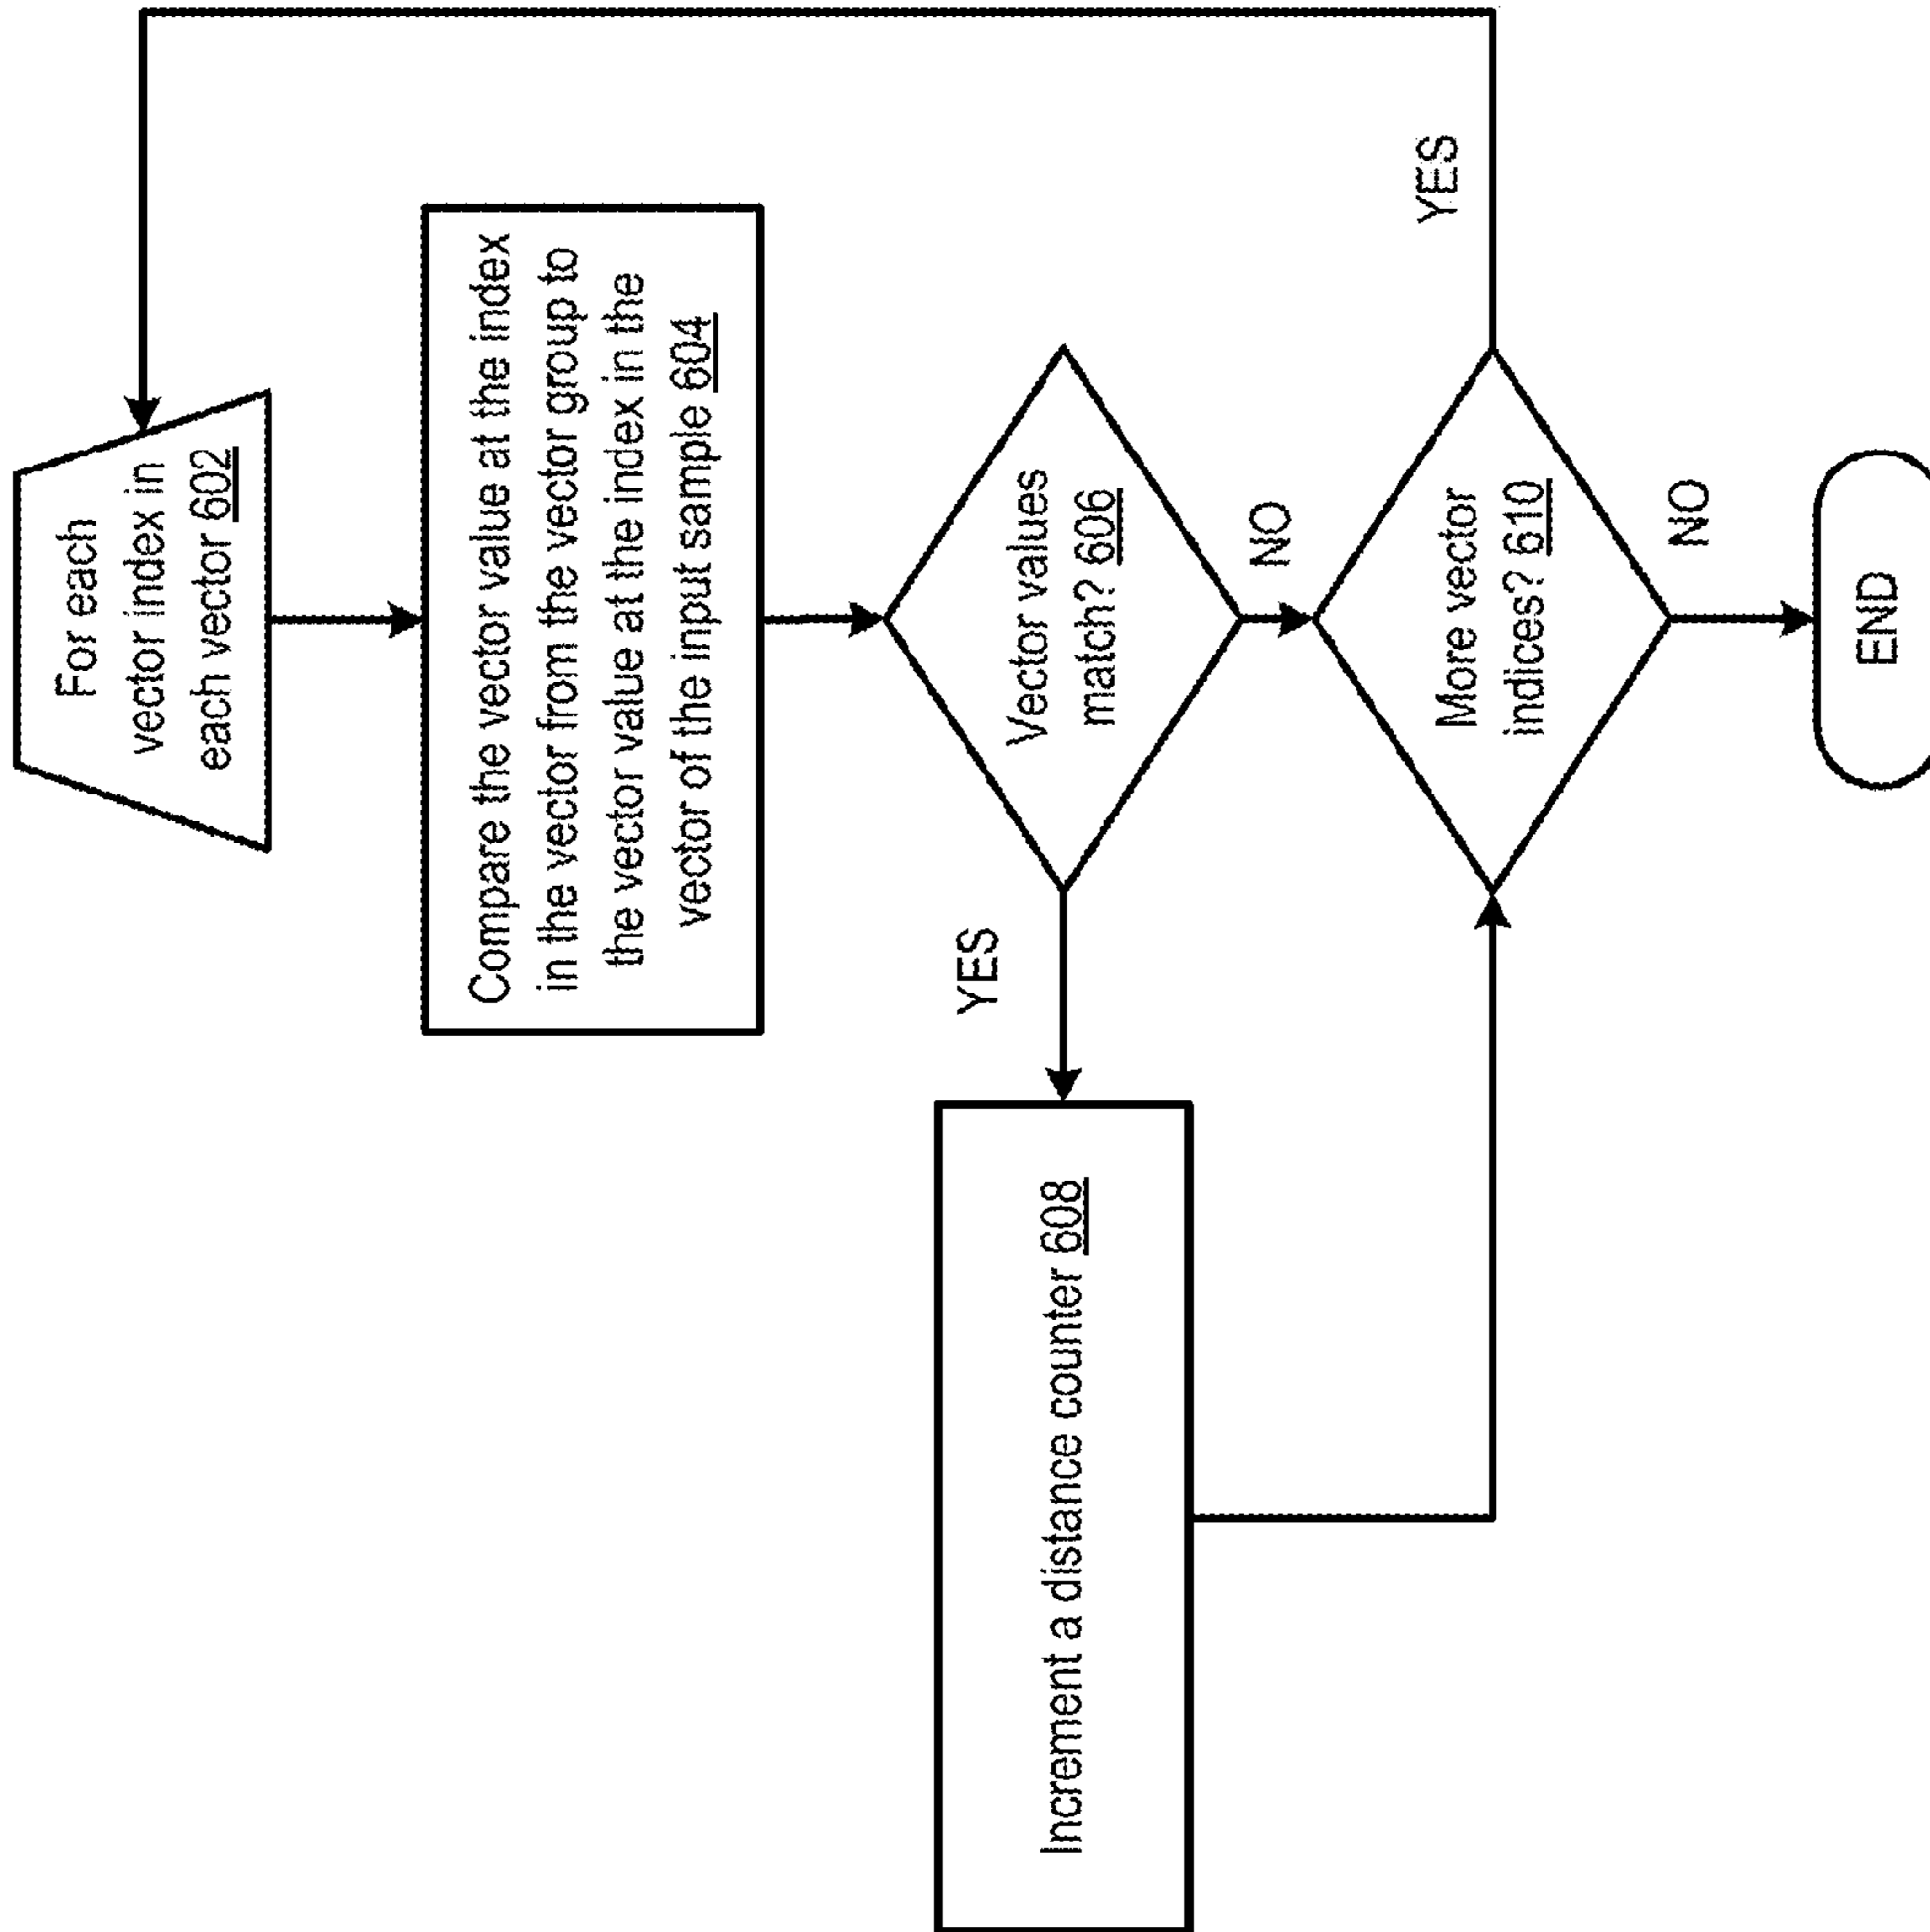 For each
vector index in
each vector 602
Compare the vector value at the index
in the vector from the vector group to
the vector value at the index in the
vector of the input sample 604
Vector values
match? 606
YES
NO
Increment a distance counter 608
More vector
indices? 610
YES
NO
END